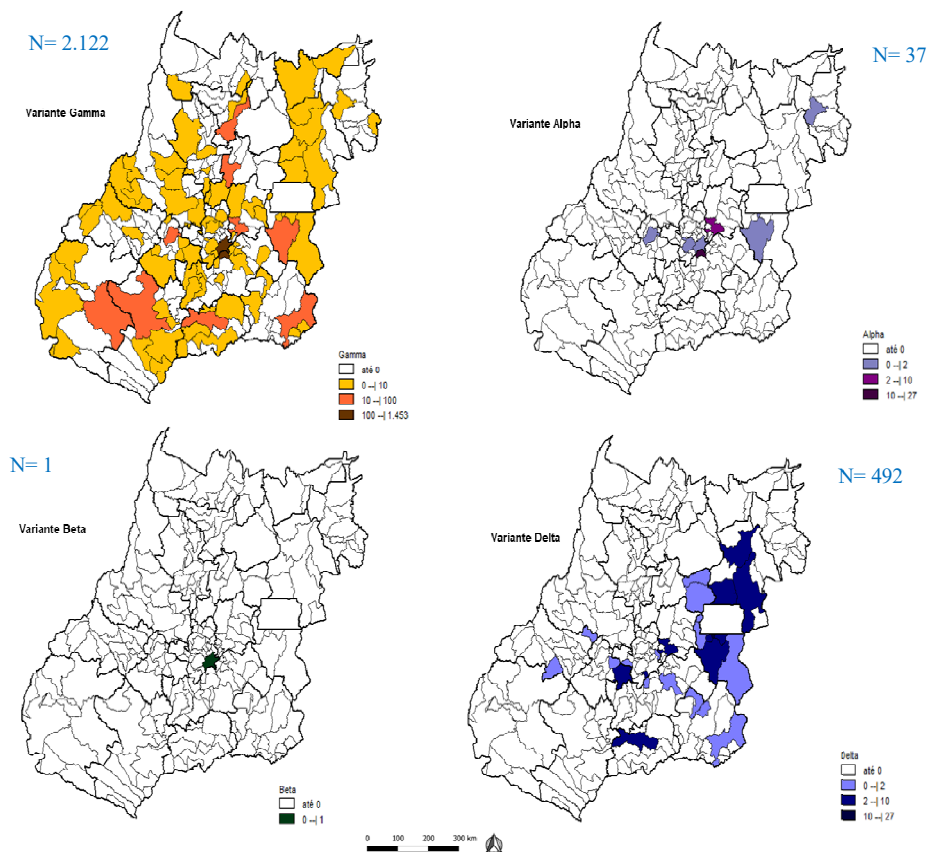 N= 2.122
Variante Gamma
Gamma
até 0
0 --| 10
10 --| 100
100 --| 1.453
N= 37
Variante Alpha
Alpha
até 0
0 --| 2
2 --| 10
10 --| 27
N= 1
Variante Beta
Beta
até 0
0 --| 1
N= 492
Variante Delta
Delta
até 0
0 --| 2
2 --| 10
10 --| 27
0 100 200 300 km